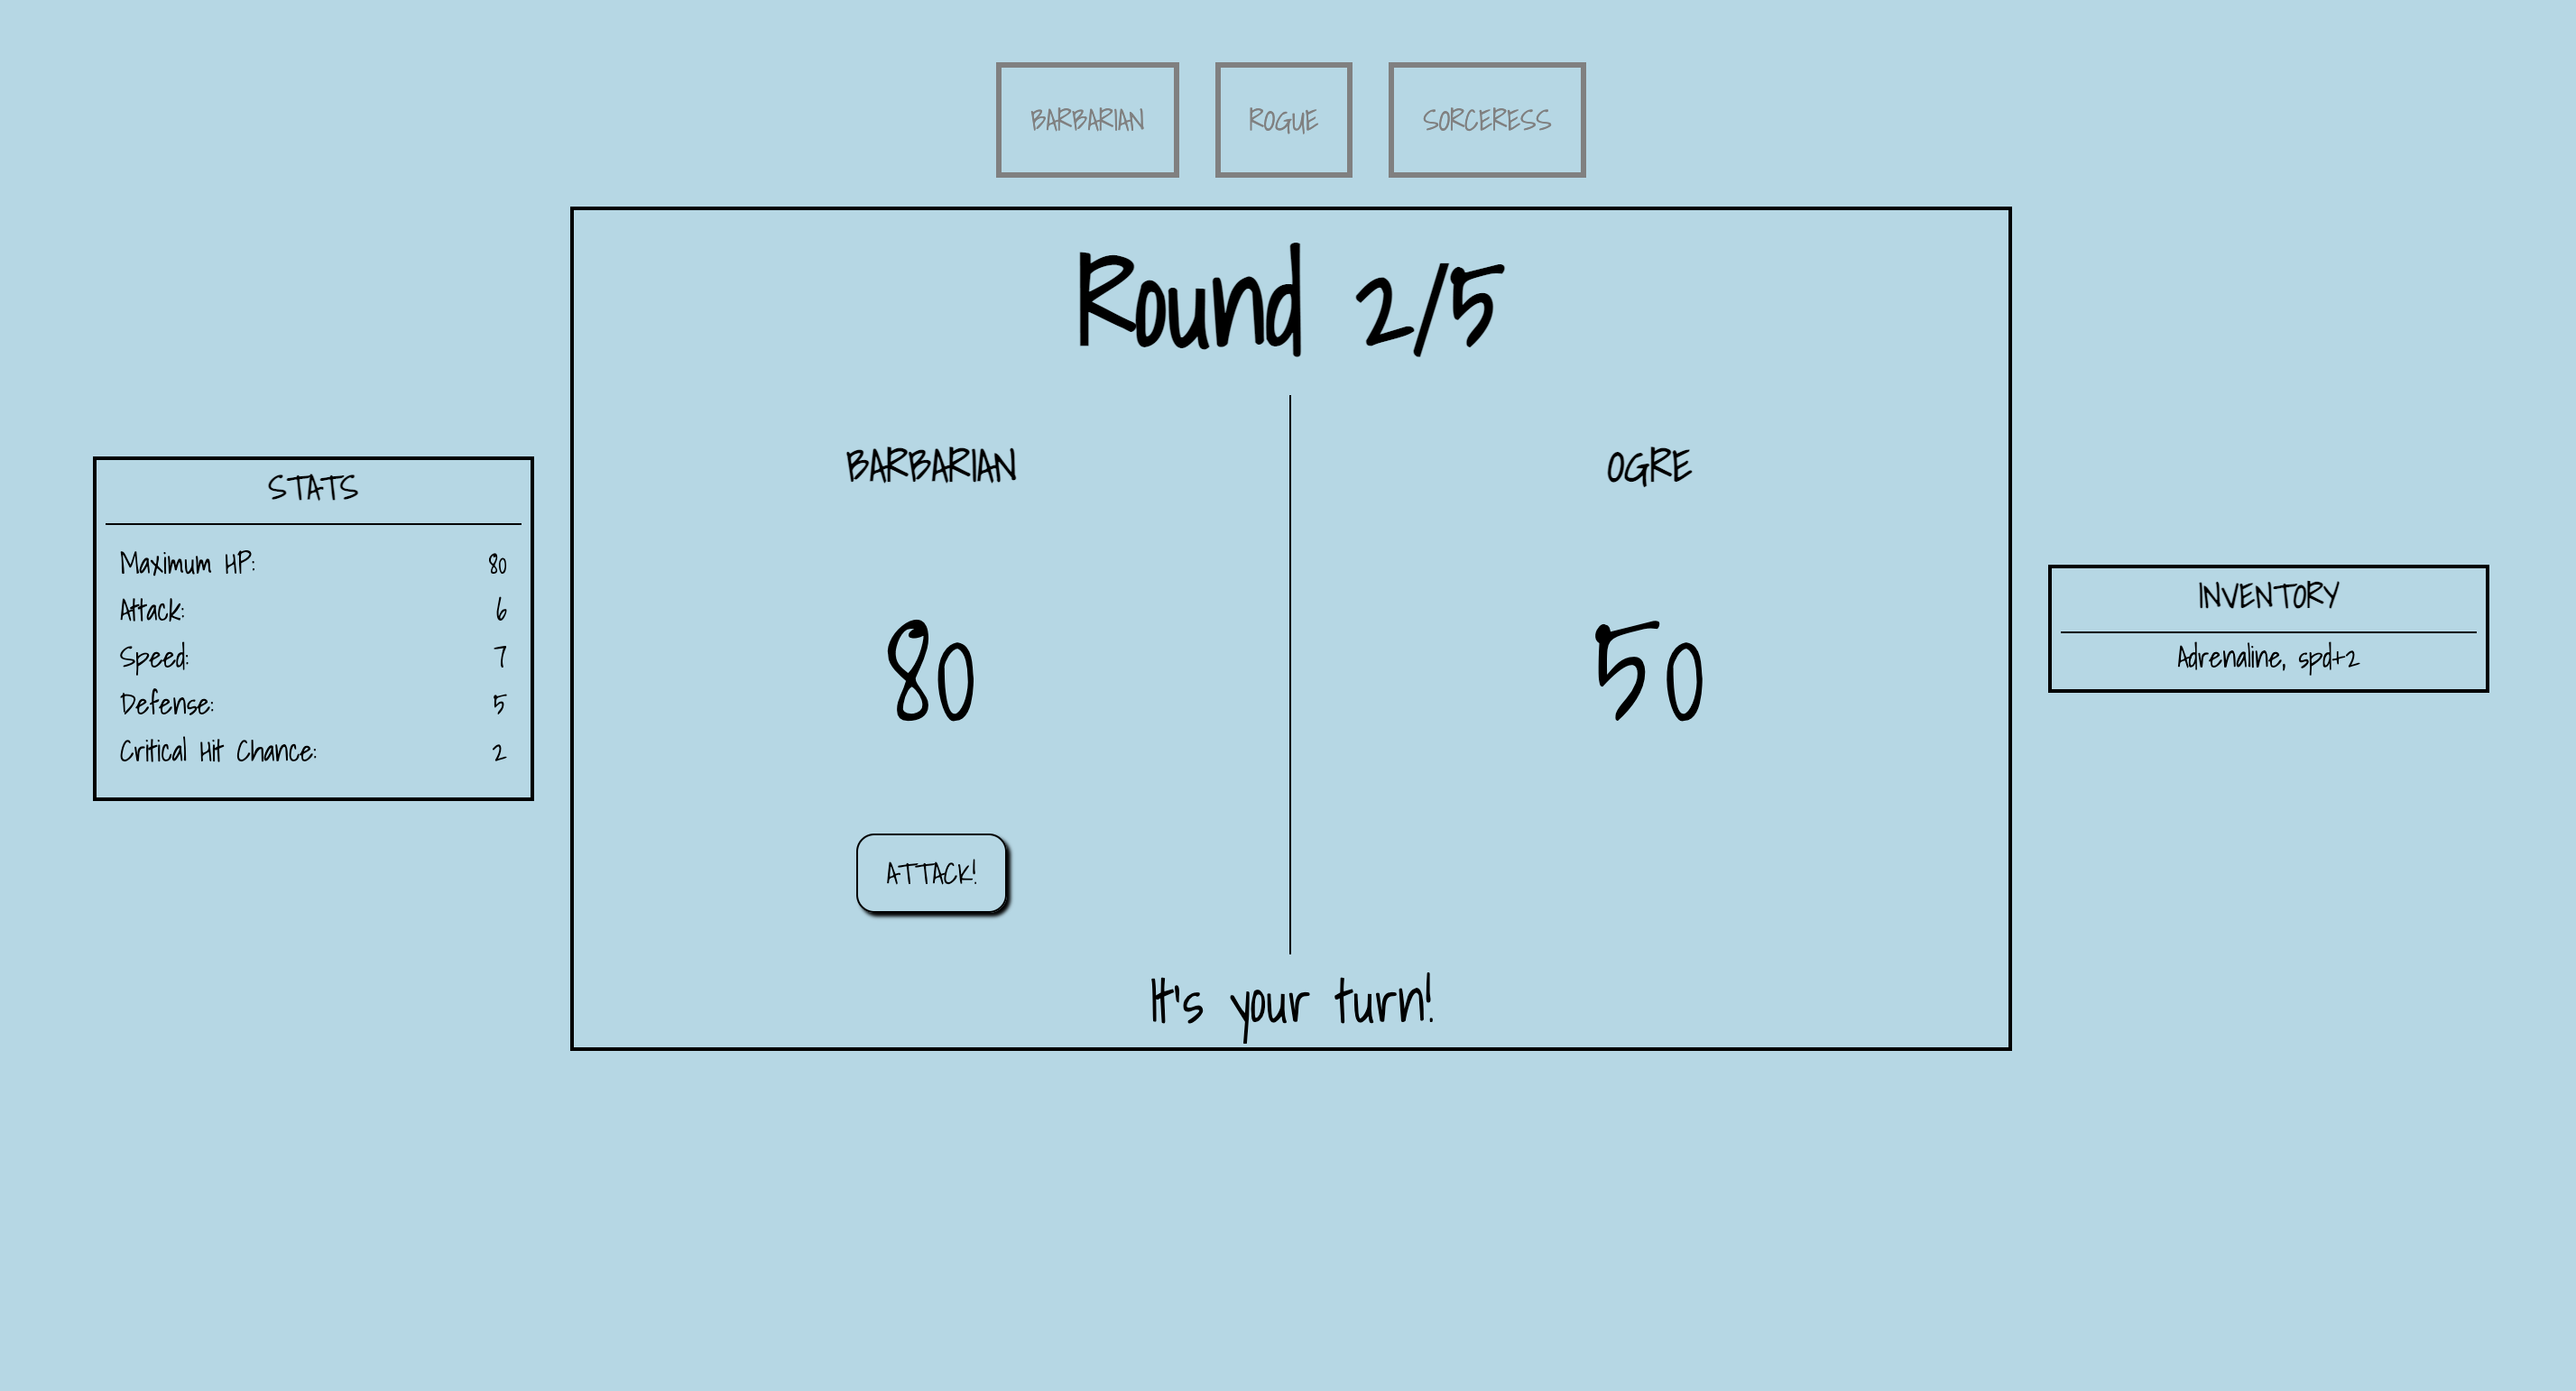 BARBARIAN ROGUE SORCERESS
Round 2/5
BARBARIAN
80
ATTACK!
OGRE
50
It's your turn!
STATS
Maximum HP: 80
Attack: 6
Speed: 7
Defense: 5
Critical Hit Chance: 2
INVENTORY
Adrenaline, spd+2